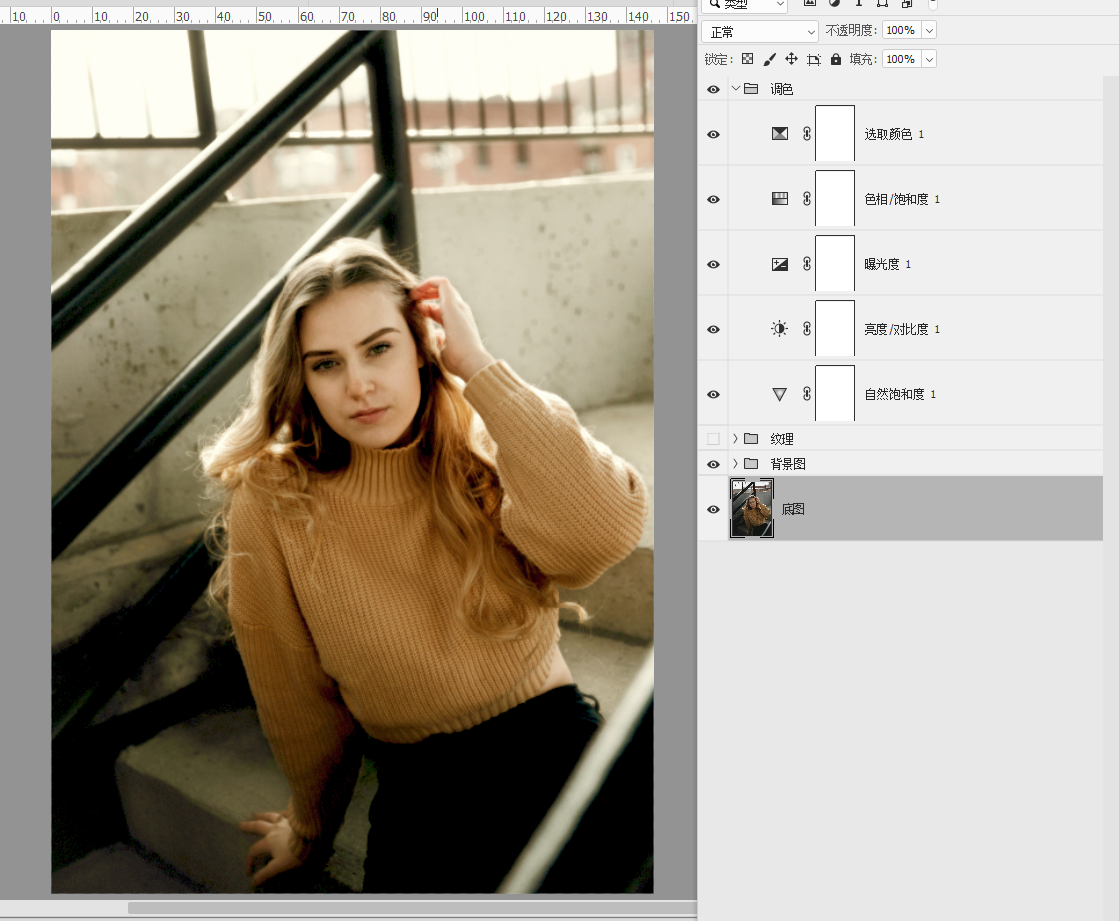 10 0 10 20 30 40 50 60 70 80 90 100 110 120 130 140 150
类型
正常 不透明度: 100%
锁定: 填充: 100%
调色
选取颜色 1
色相/饱和度 1
曝光度 1
亮度/对比度 1
自然饱和度 1
纹理
背景图
底图